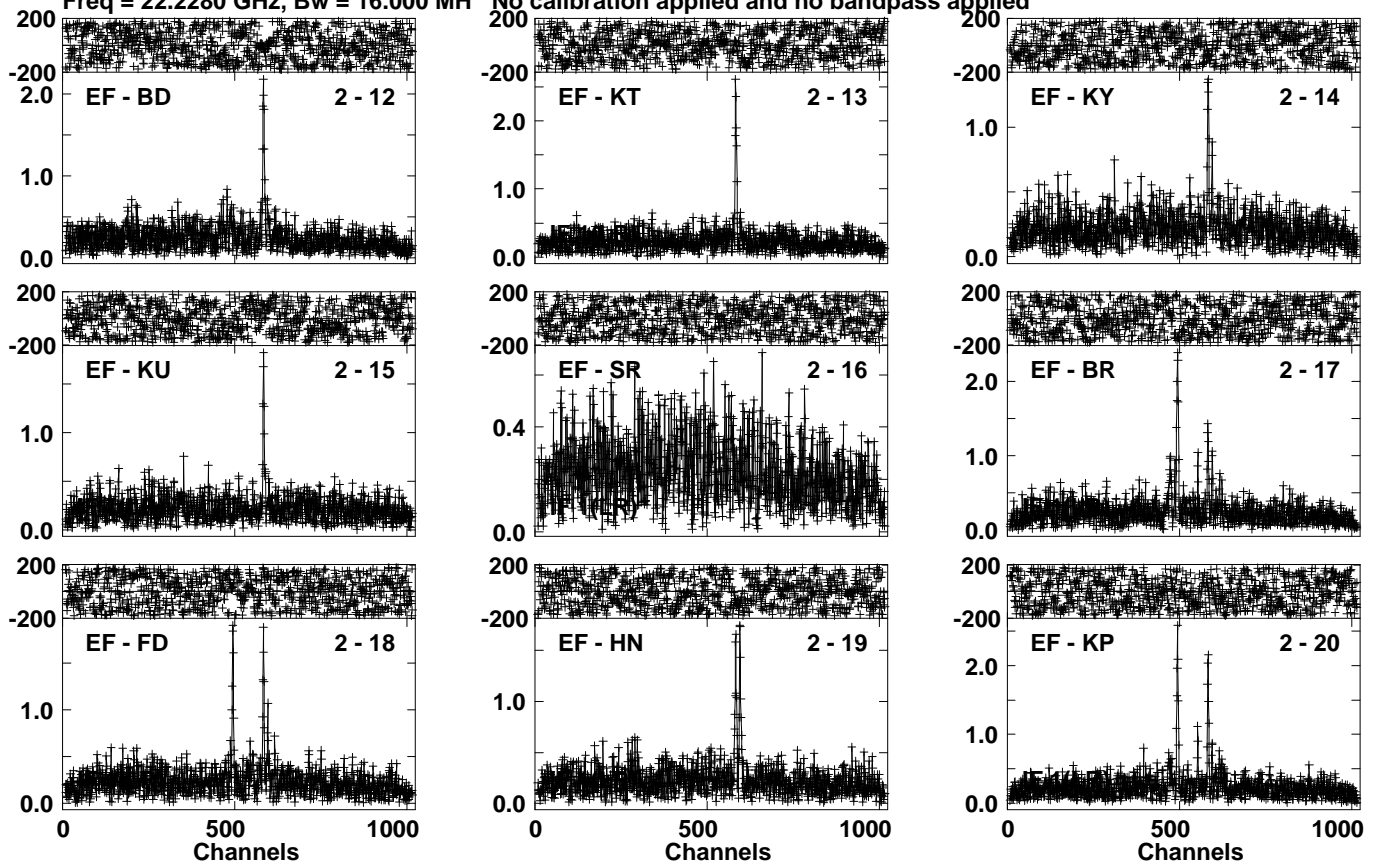 Freq = 22.2280 GHz, Bw = 16.000 MH No calibration applied and no bandpass applied
200 200 200
-200 -200 -200
EF - BD 2 - 12 EF - KT 2 - 13 EF - KY 2 - 14
2.0 2.0 1.0
1.0 1.0
0.0 0.0 0.0
200 200 200
-200 -200 -200
EF - KU 2 - 15 EF - SR 2 - 16 EF - BR 2 - 17
1.0 0.4 2.0
1.0
0.0 0.0 0.0
200 200 200
-200 -200 -200
EF - FD 2 - 18 EF - HN 2 - 19 EF - KP 2 - 20
1.0 1.0 2.0
1.0
0.0 0.0 0.0
0 500 1000 0 500 1000 0 500 1000
Channels Channels Channels